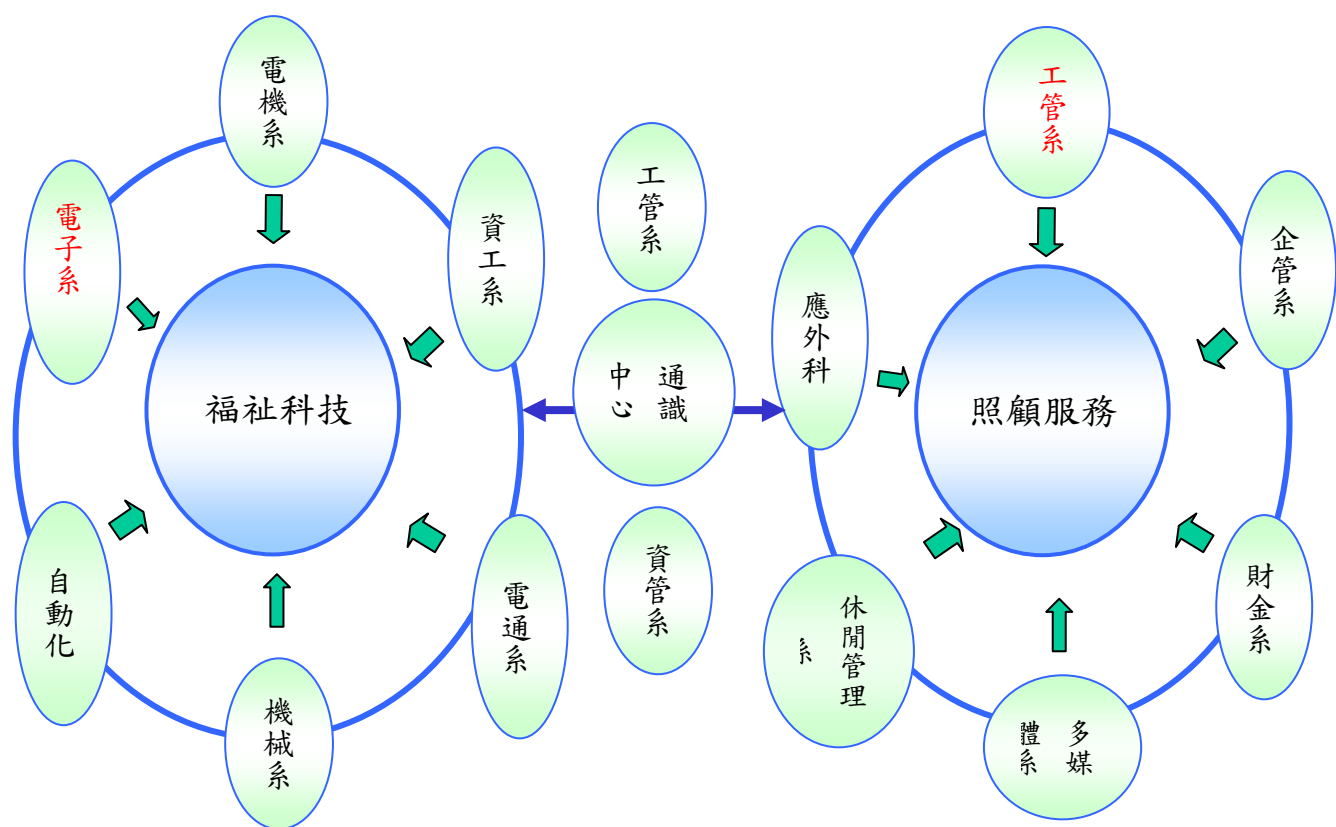 電機系
電子系
資工系
福祉科技
自動化
電通系
機械系
工管系
通識
中心
資管系
工管系
應外科
企管系
照顧服務
休閒管理
系
財金系
多媒
體系